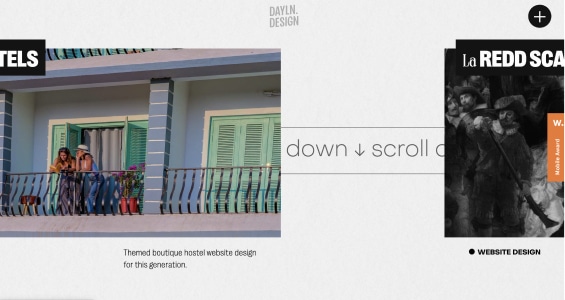 DAYLN.
DESIGN
TELS
La REDD SCA
down ↓ scroll
W.
Mobile Award
Themed boutique hostel website design
for this generation.
WEBSITE DESIGN